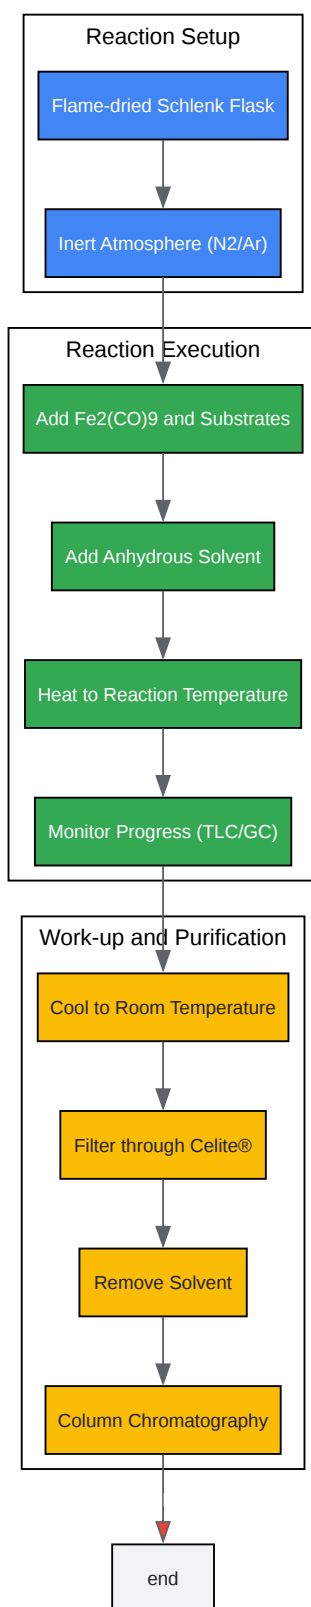 Reaction Setup
Flame-dried Schlenk Flask
Inert Atmosphere (N2/Ar)
Reaction Execution
Add Fe2(CO)9 and Substrates
Add Anhydrous Solvent
Heat to Reaction Temperature
Monitor Progress (TLC/GC)
Work-up and Purification
Cool to Room Temperature
Filter through Celite®
Remove Solvent
Column Chromatography
end